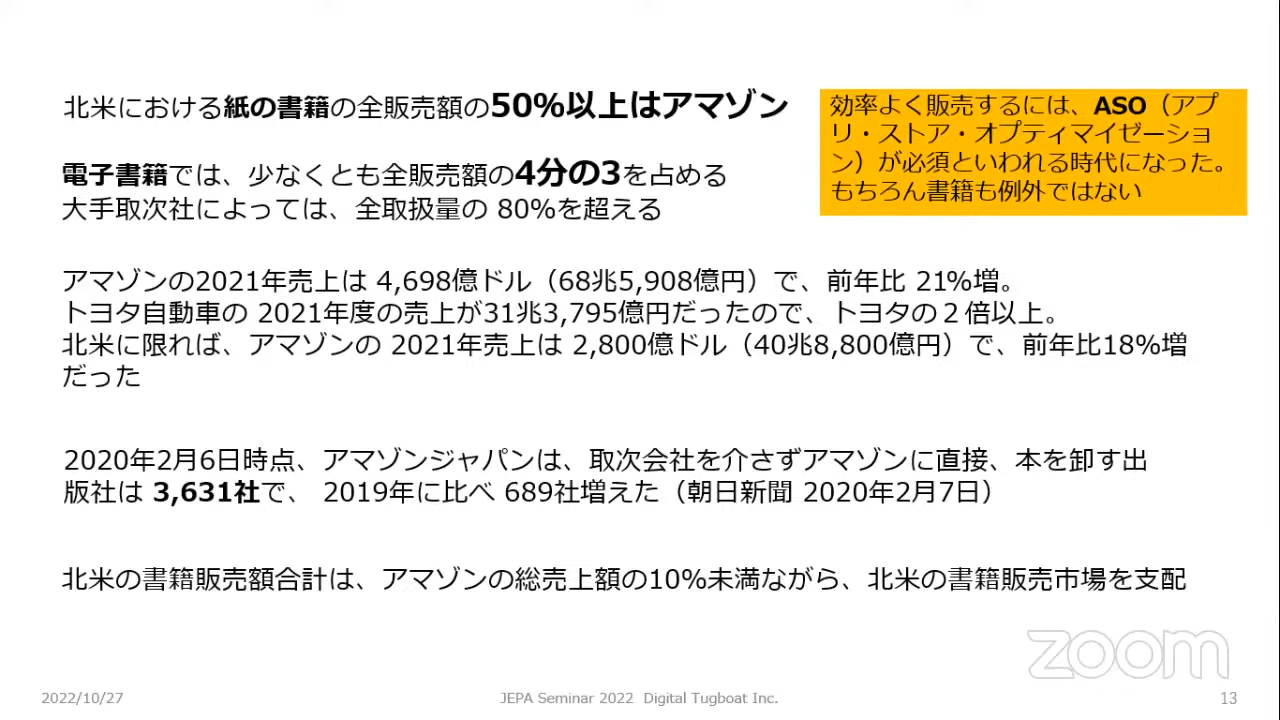 北米における紙の書籍の全販売額の50%以上はアマゾン
電子書籍では、少なくとも全販売額の4分の3を占める
大手取次社によっては、全取扱量の 80%を超える
効率よく販売するには、ASO（アプ
リ・ストア・オプティマイゼーショ
ン）が必須といわれる時代になった。
もちろん書籍も例外ではない
アマゾンの2021年売上は 4,698億ドル（68兆5,908億円）で、前年比 21%増。
トヨタ自動車の 2021年度の売上が31兆3,795億円だったので、トヨタの２倍以上。
北米に限れば、アマゾンの 2021年売上は 2,800億ドル（40兆8,800億円）で、前年比18%増
だった
2020年2月6日時点、アマゾンジャパンは、取次会社を介さずアマゾンに直接、本を卸す出
版社は 3,631社で、 2019年に比べ 689社増えた（朝日新聞 2020年2月7日）
北米の書籍販売額合計は、アマゾンの総売上額の10%未満ながら、北米の書籍販売市場を支配
zoom
2022/10/27
JEPA Seminar 2022 Digital Tugboat Inc.
13